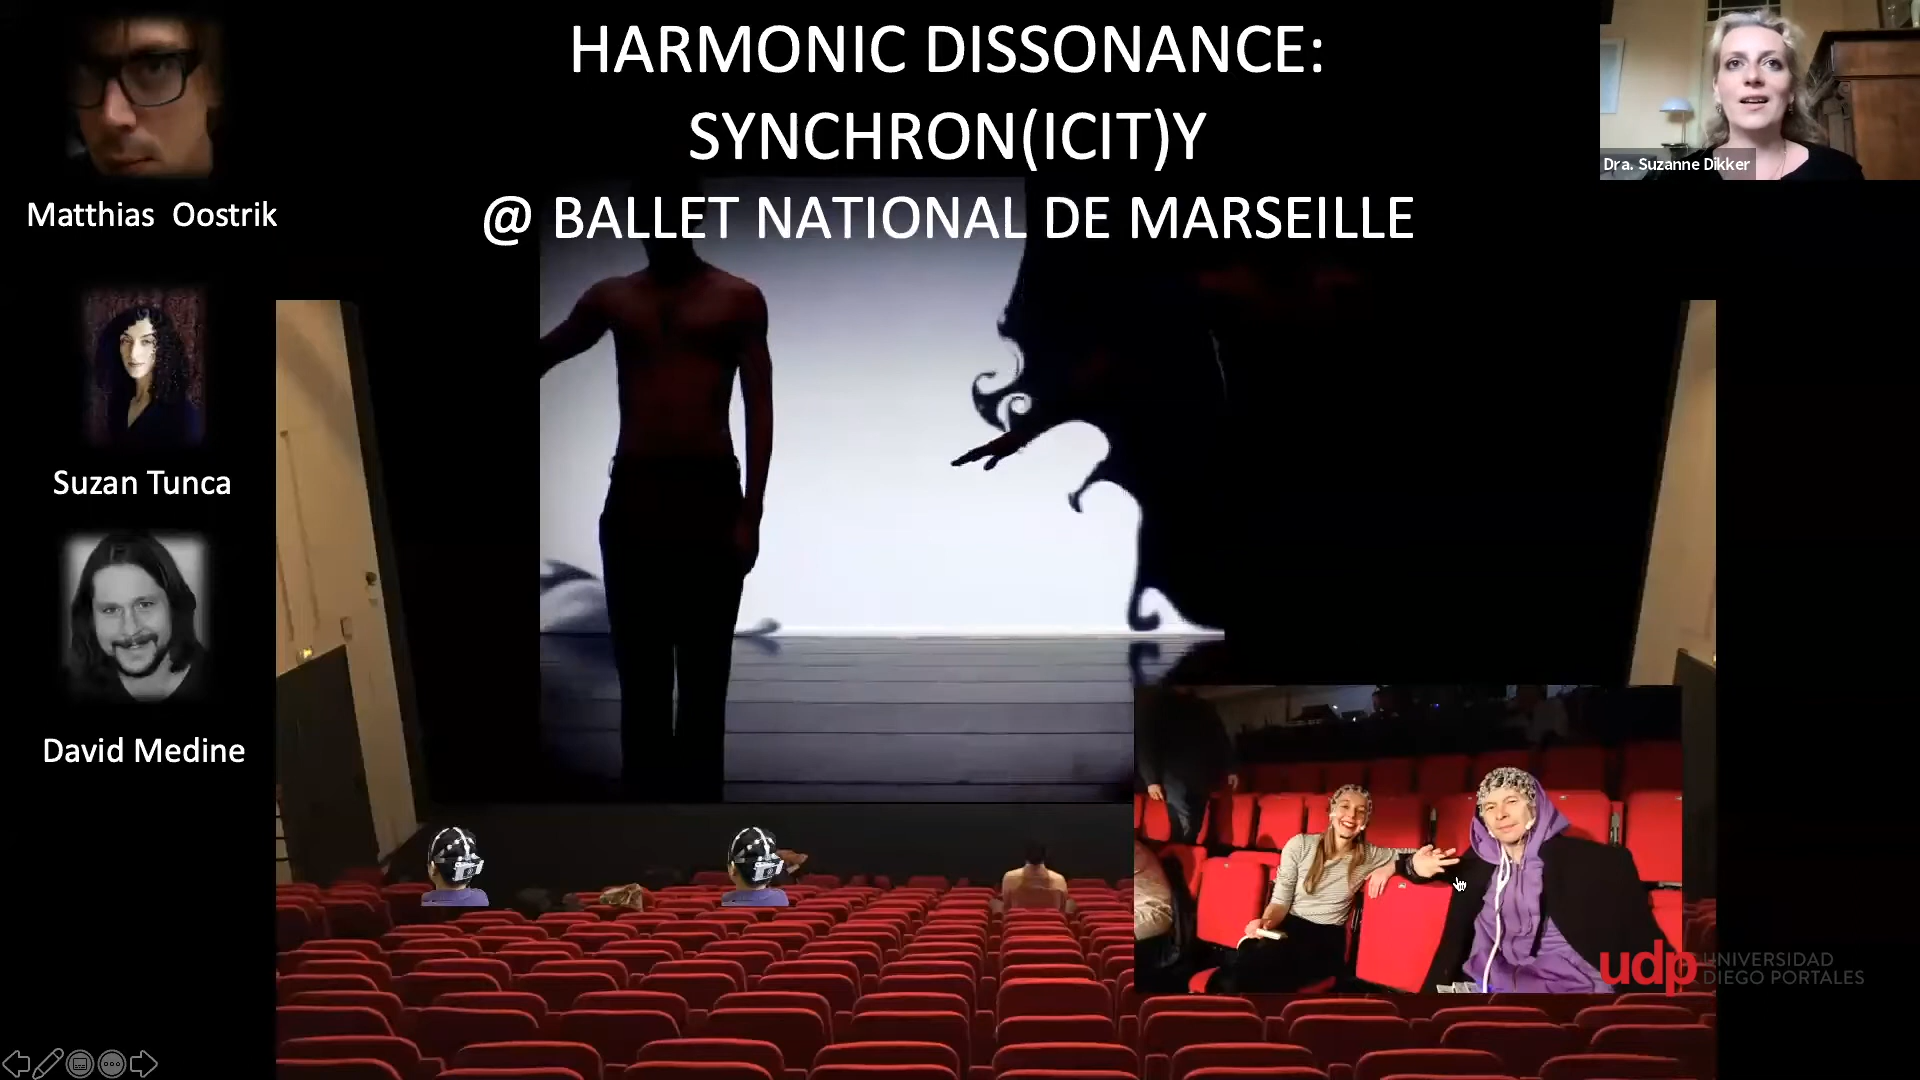 HARMONIC DISSONANCE:
SYNCHRON(ICIT)Y
@ BALLET NATIONAL DE MARSEILLE
Dra. Suzanne Dikker
Matthias Oostrik
Suzan Tunca
David Medine
udp UNIVERSIDAD
DIEGO PORTALES